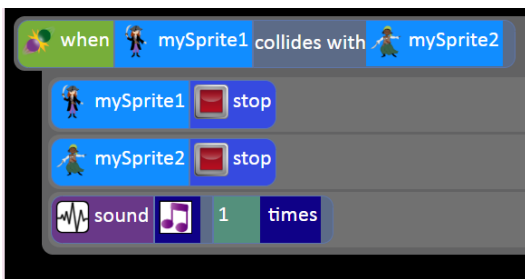 when mySprite1 collides with mySprite2
mySprite1 stop
mySprite2 stop
sound 1 times